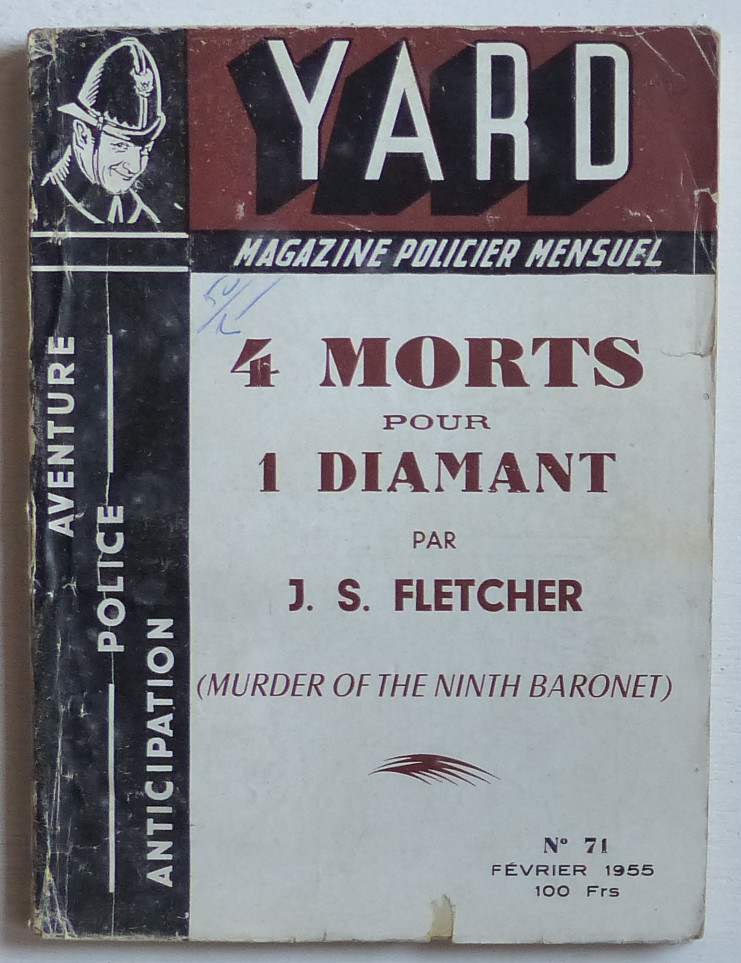 YARD
MAGAZINE POLICIER MENSUEL
AVENTURE
POLICE
ANTICIPATION
4 MORTS
POUR
1 DIAMANT
PAR
J. S. FLETCHER
(MURDER OF THE NINTH BARONET)
Nº 71
FÉVRIER 1955
100 Frs